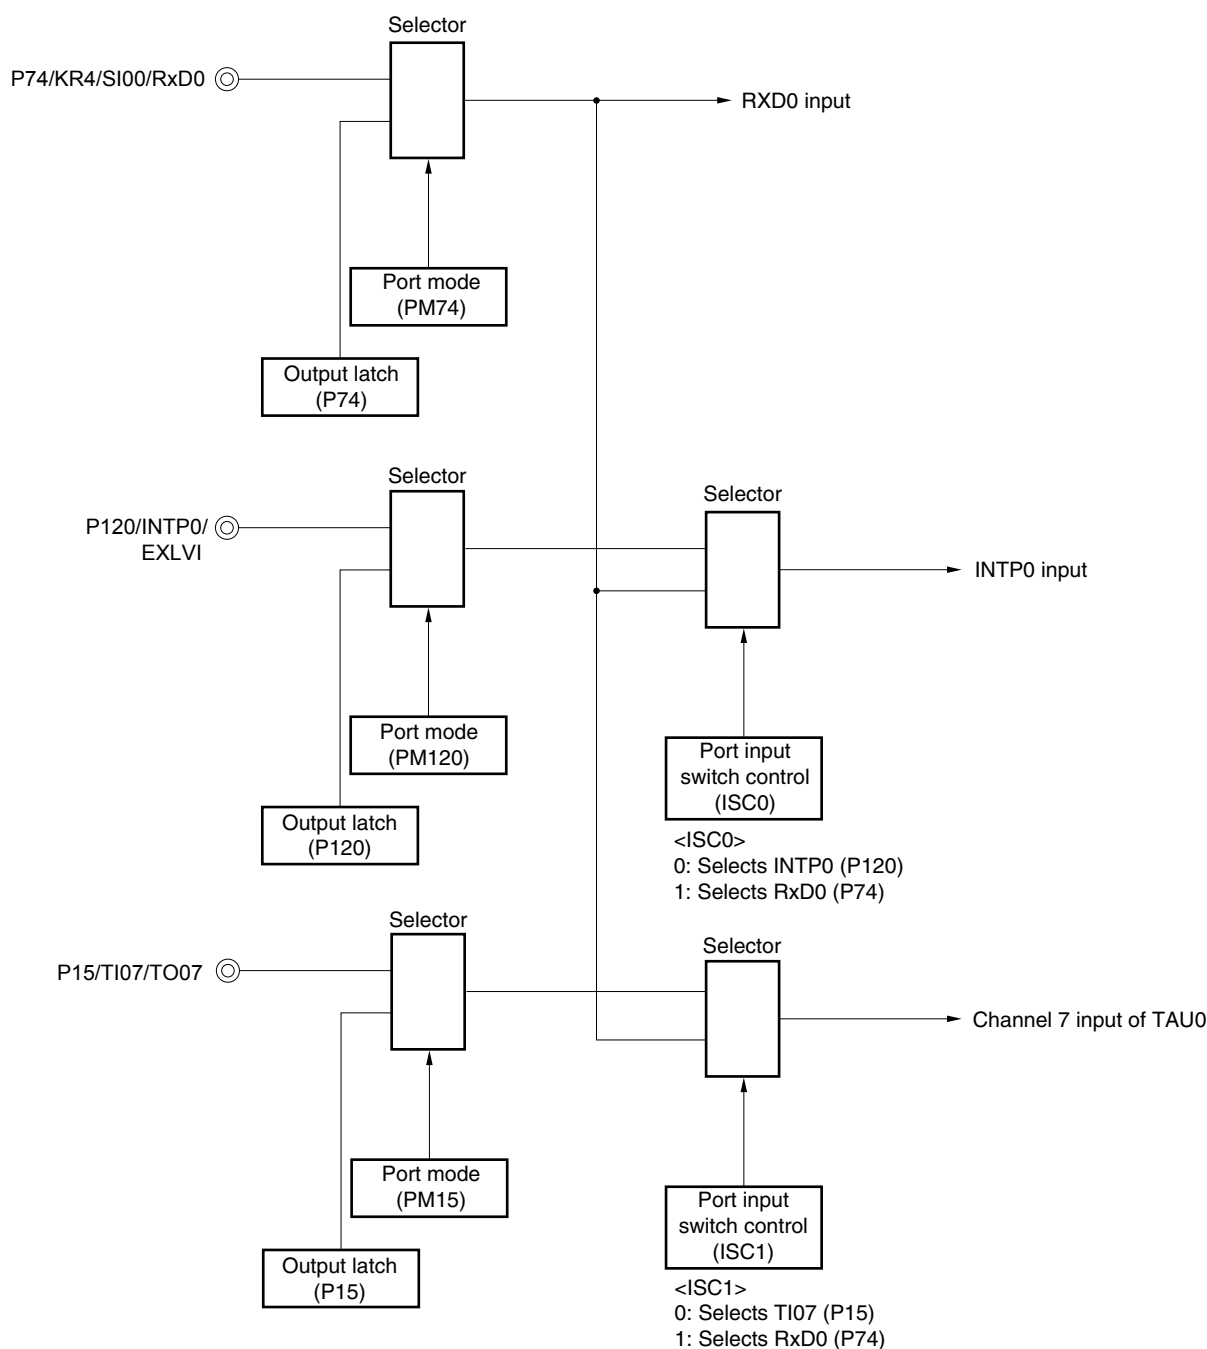 Selector
P74/KR4/SI00/RxD0
RXD0 input
Port mode
(PM74)
Output latch
(P74)
Selector
P120/INTP0/
EXLVI
Selector
INTP0 input
Port mode
(PM120)
Output latch
(P120)
Port input
switch control
(ISC0)
<ISC0>
0: Selects INTP0 (P120)
1: Selects RxD0 (P74)
Selector
P15/TI07/TO07
Selector
Channel 7 input of TAU0
Port mode
(PM15)
Output latch
(P15)
Port input
switch control
(ISC1)
<ISC1>
0: Selects TI07 (P15)
1: Selects RxD0 (P74)